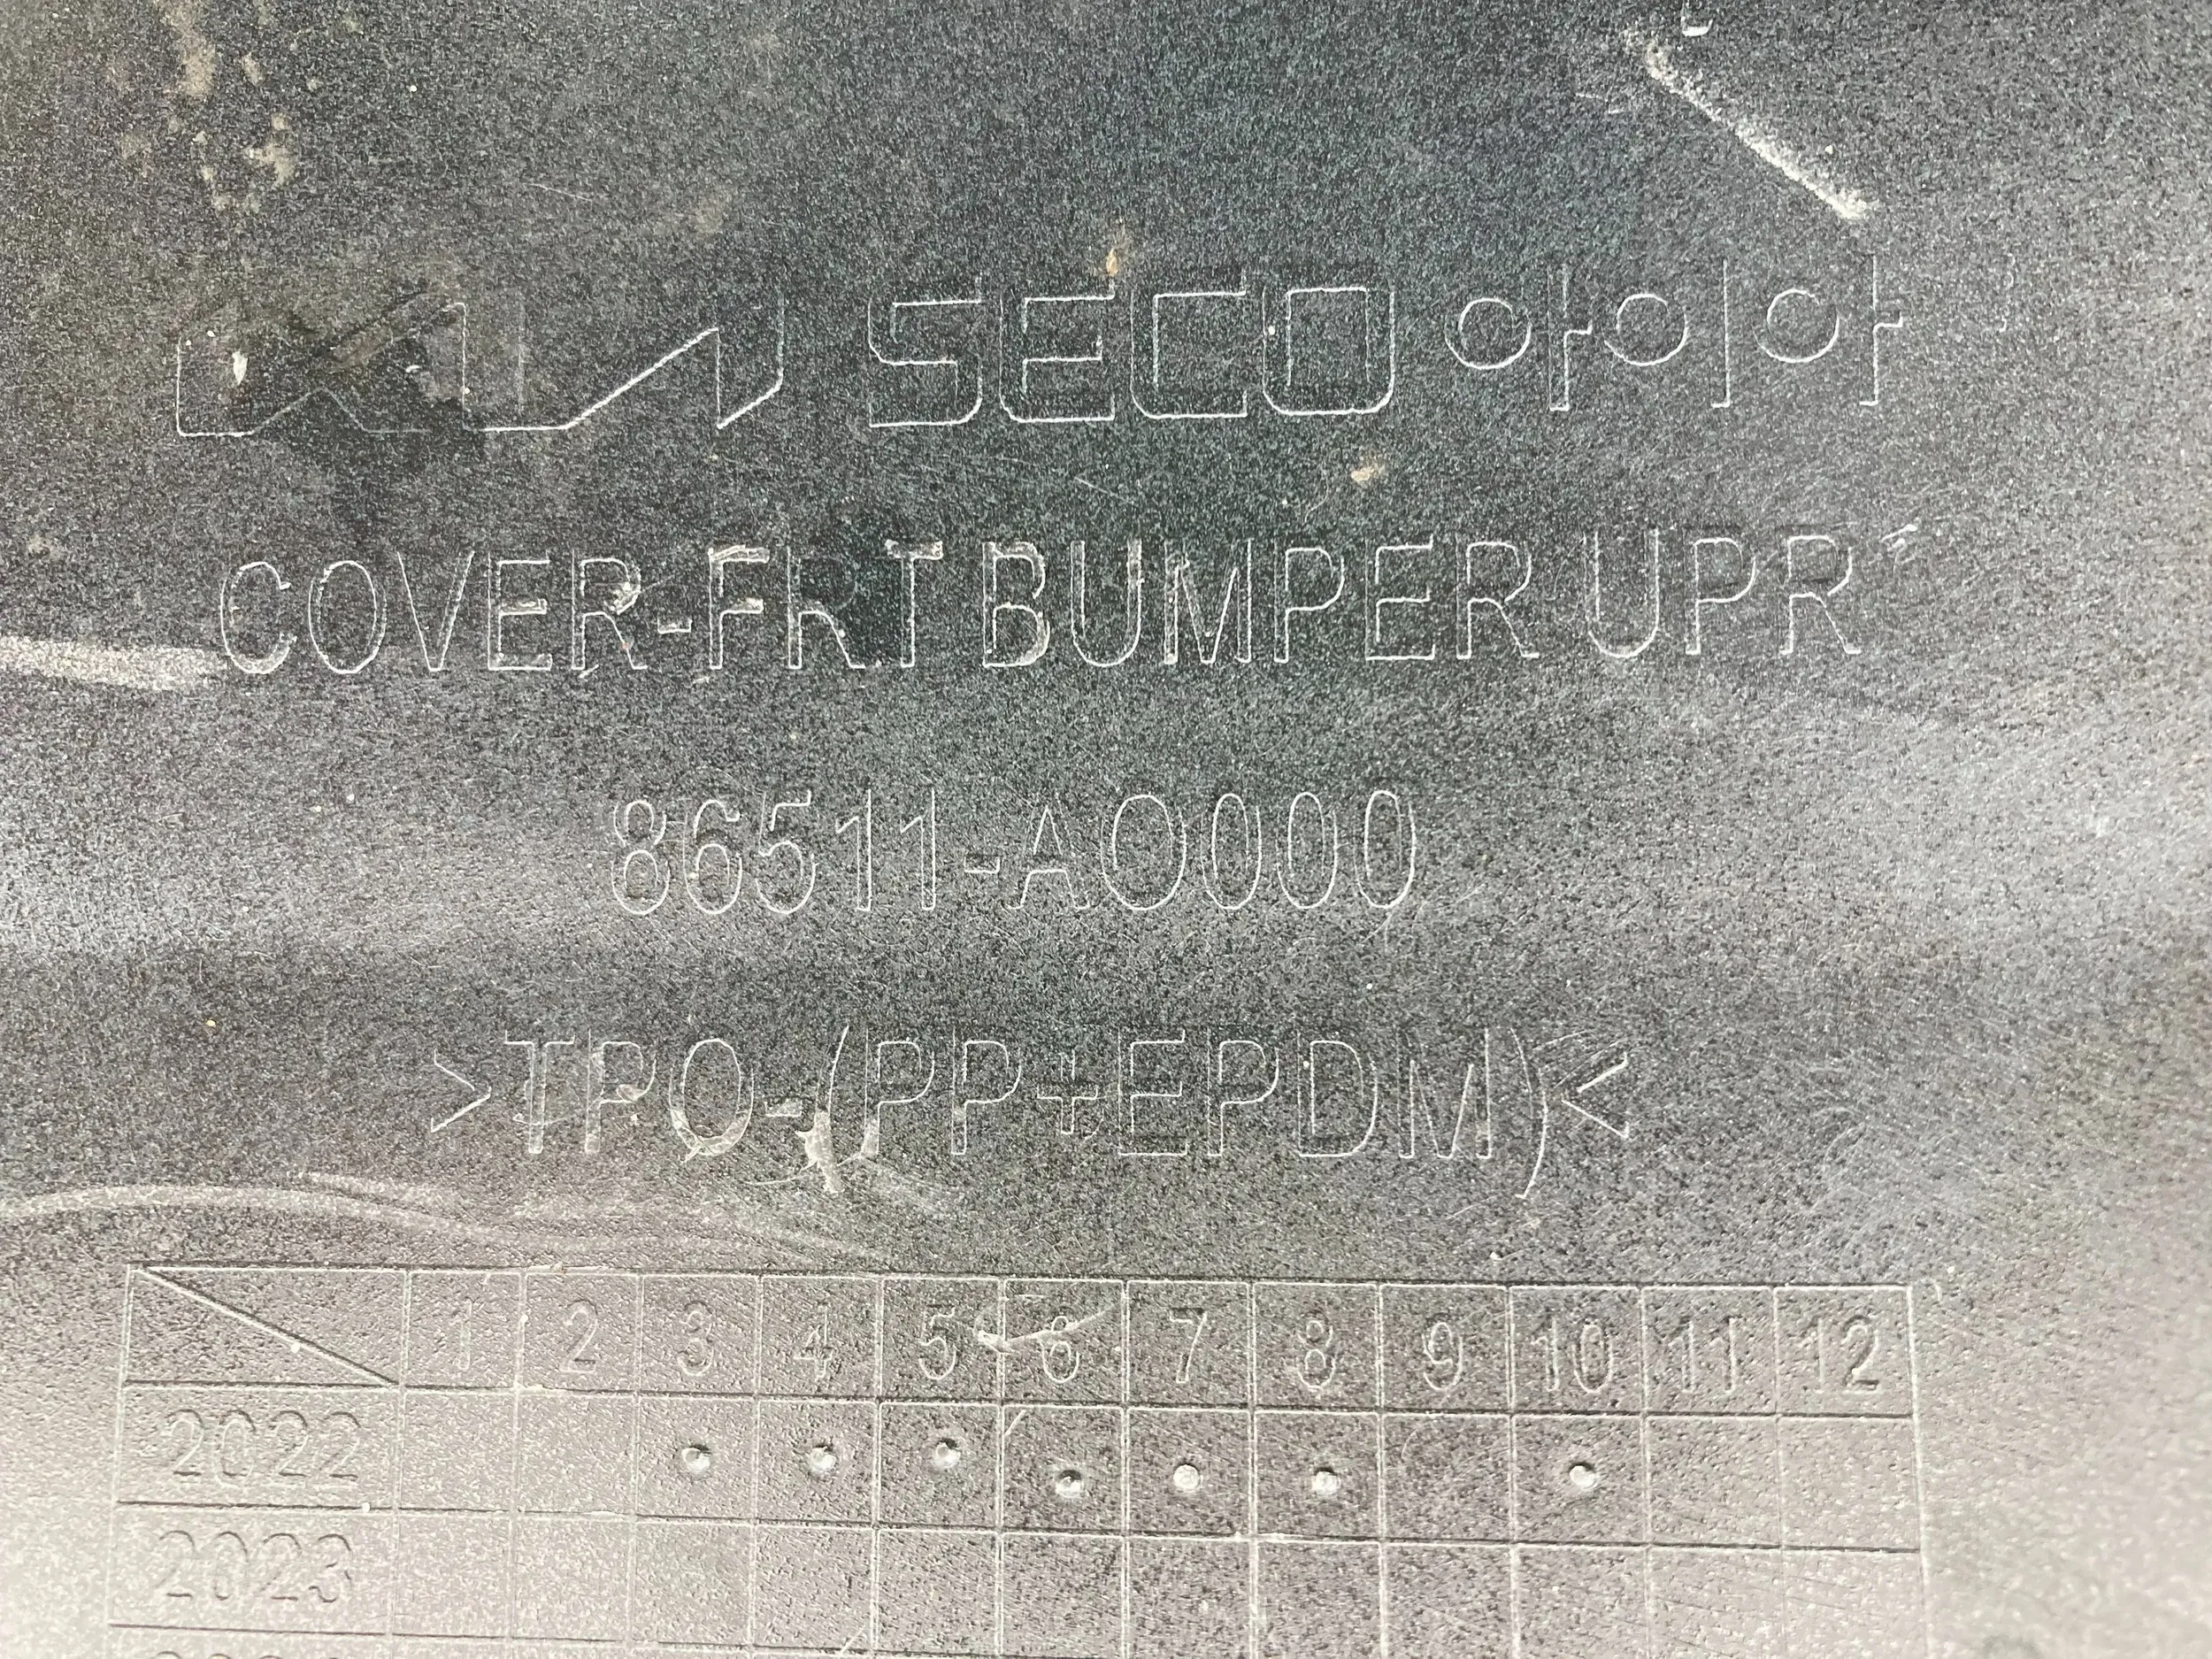 KIA SECO 아이아
COVER-FRT BUMPER UPR
86511-AO000
>TPO-(PP+EPDM)<
1 2 3 4 5 6 7 8 9 10 11 12
2022
2023